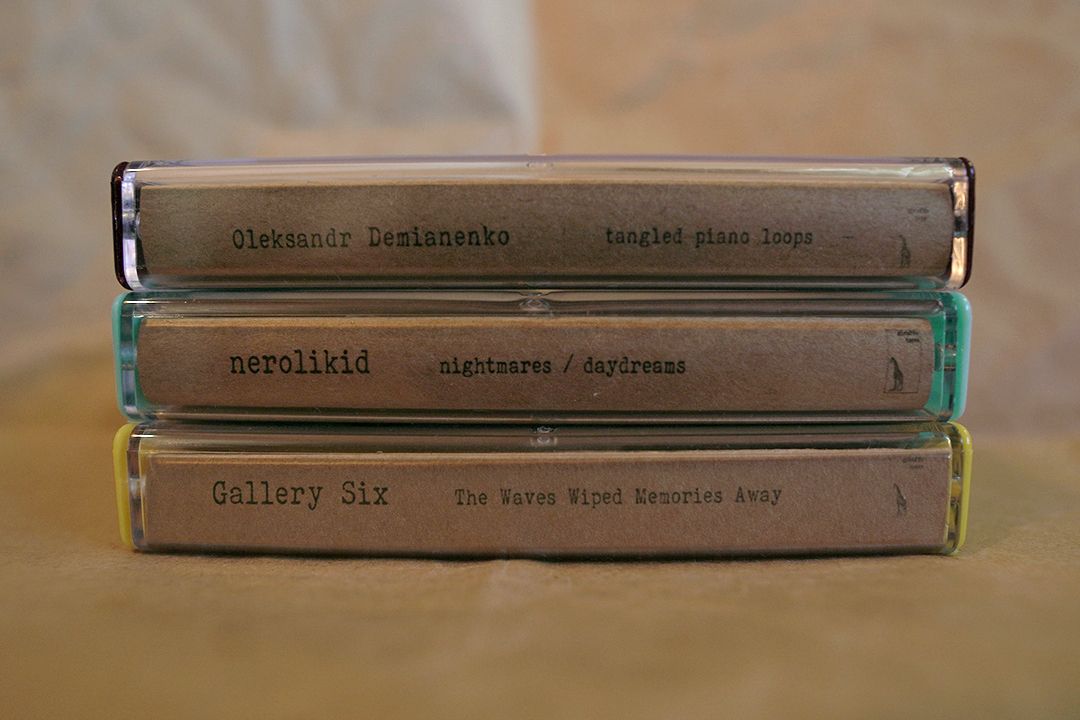 Oleksandr Demianenko tangled piano loops
nerolikid nightmares / daydreams
Gallery Six The Waves Wiped Memories Away